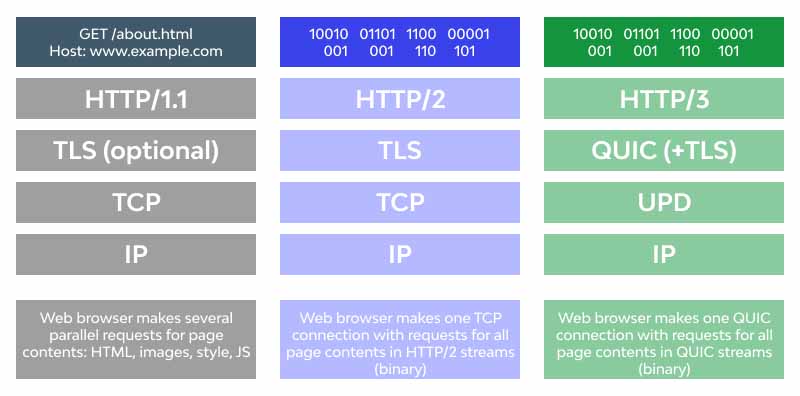 GET /about.html
Host: www.example.com
HTTP/1.1
TLS (optional)
TCP
IP
Web browser makes several
parallel requests for page
contents: HTML, images, style, JS
10010 01101 1100 00001
001 001 110 101
HTTP/2
TLS
TCP
IP
Web browser makes one TCP
connection with requests for all
page contents in HTTP/2 streams
(binary)
10010 01101 1100 00001
001 001 110 101
HTTP/3
QUIC (+TLS)
UPD
IP
Web browser makes one QUIC
connection with requests for all
page contents in QUIC streams
(binary)